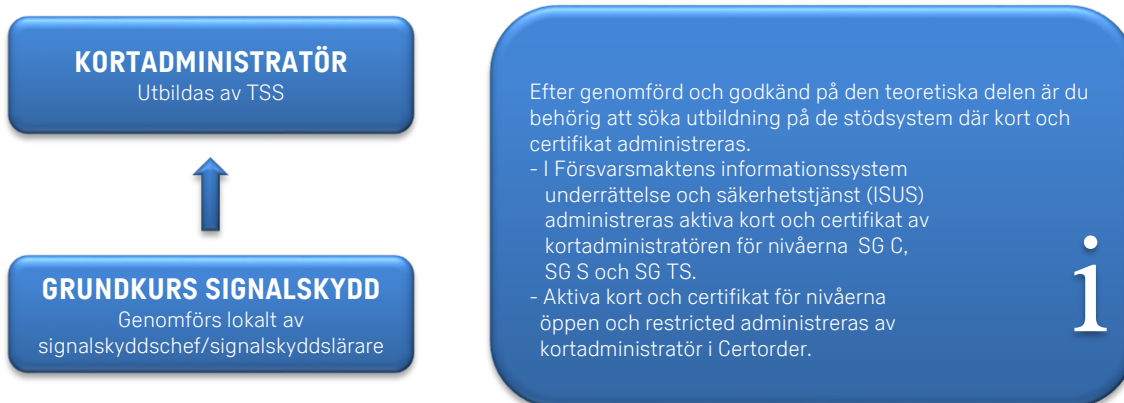 KORTADMINISTRATÖR
Utbildas av TSS
GRUNDKURS SIGNALSKYDD
Genomförs lokalt av
signalskyddschef/signalskyddslärare
Efter genomförd och godkänd på den teoretiska delen är du
behörig att söka utbildning på de stödsystem där kort och
certifikat administreras.
- I Försvarsmaktens informationssystem
underrättelse och säkerhetstjänst (ISUS)
administreras aktiva kort och certifikat av
kortadministratören för nivåerna SG C,
SG S och SG TS.
- Aktiva kort och certifikat för nivåerna
öppen och restricted administreras av
kortadministratör i Certorder.
i